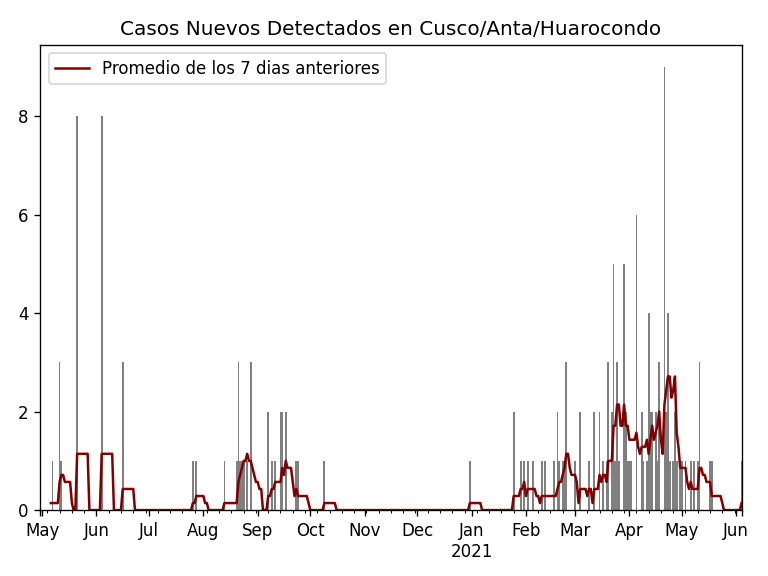 Casos Nuevos Detectados en Cusco/Anta/Huarocondo
Promedio de los 7 dias anteriores
8
6
4
2
0
May Jun Jul Aug Sep Oct Nov Dec Jan Feb Mar Apr May Jun
2021